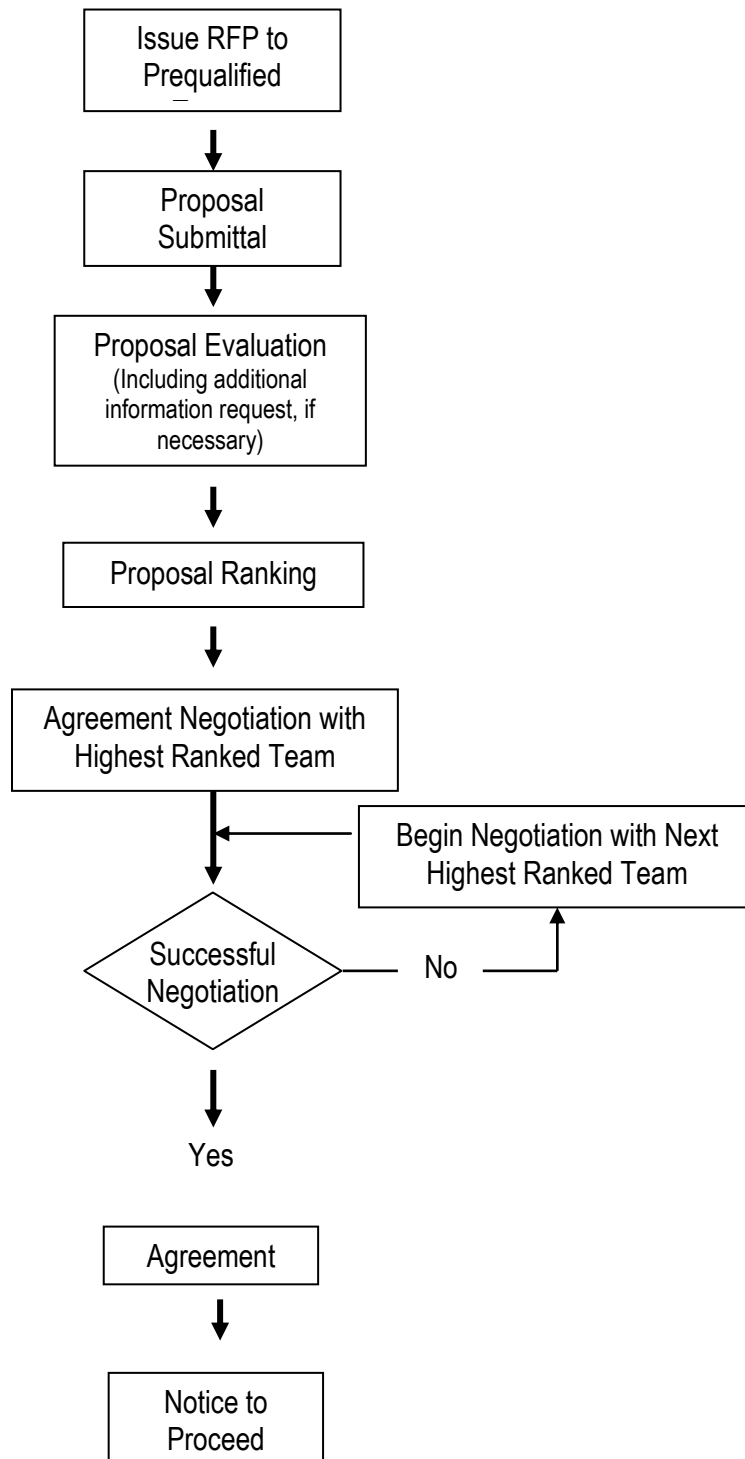 Issue RFP to
Prequalified
Proposal
Submittal
Proposal Evaluation
(Including additional
information request, if
necessary)
Proposal Ranking
Agreement Negotiation with
Highest Ranked Team
Begin Negotiation with Next
Highest Ranked Team
Successful
Negotiation
No
Yes
Agreement
Notice to
Proceed